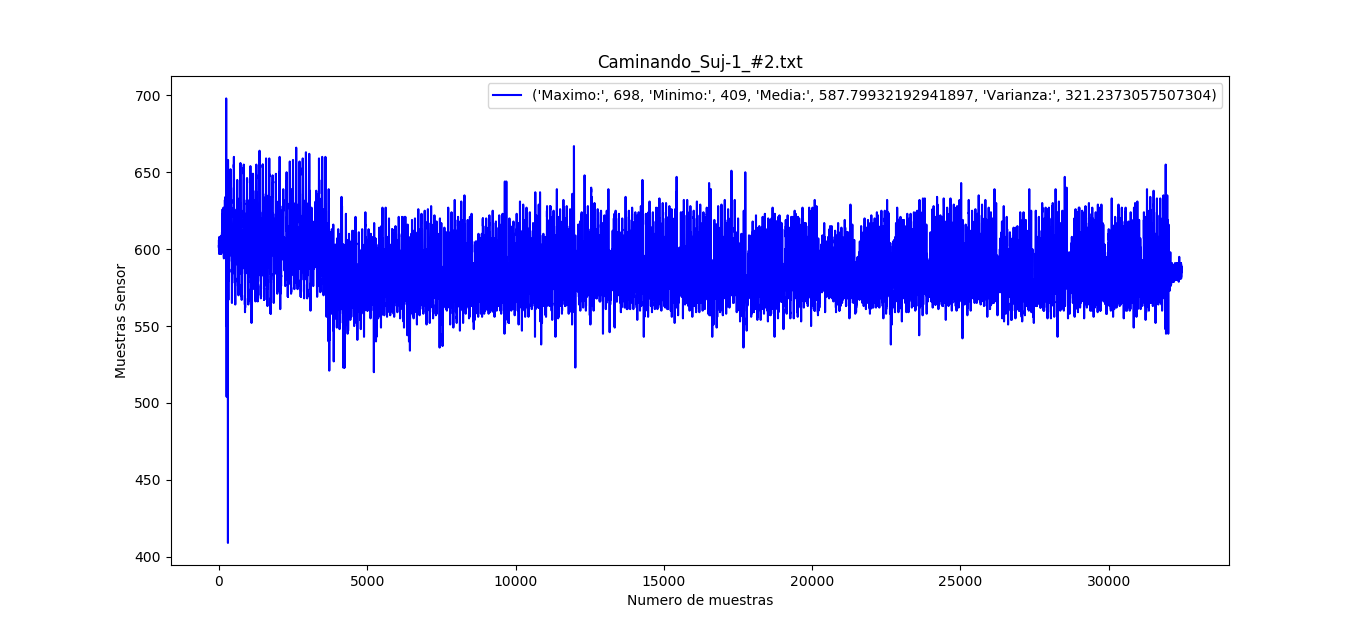 Caminando_Suj-1_#2.txt
('Maximo:', 698, 'Minimo:', 409, 'Media:', 587.79932192941897, 'Varianza:', 321.2373057507304)
700
650
600
550
500
450
400
Muestras Sensor
0 5000 10000 15000 20000 25000 30000
Numero de muestras